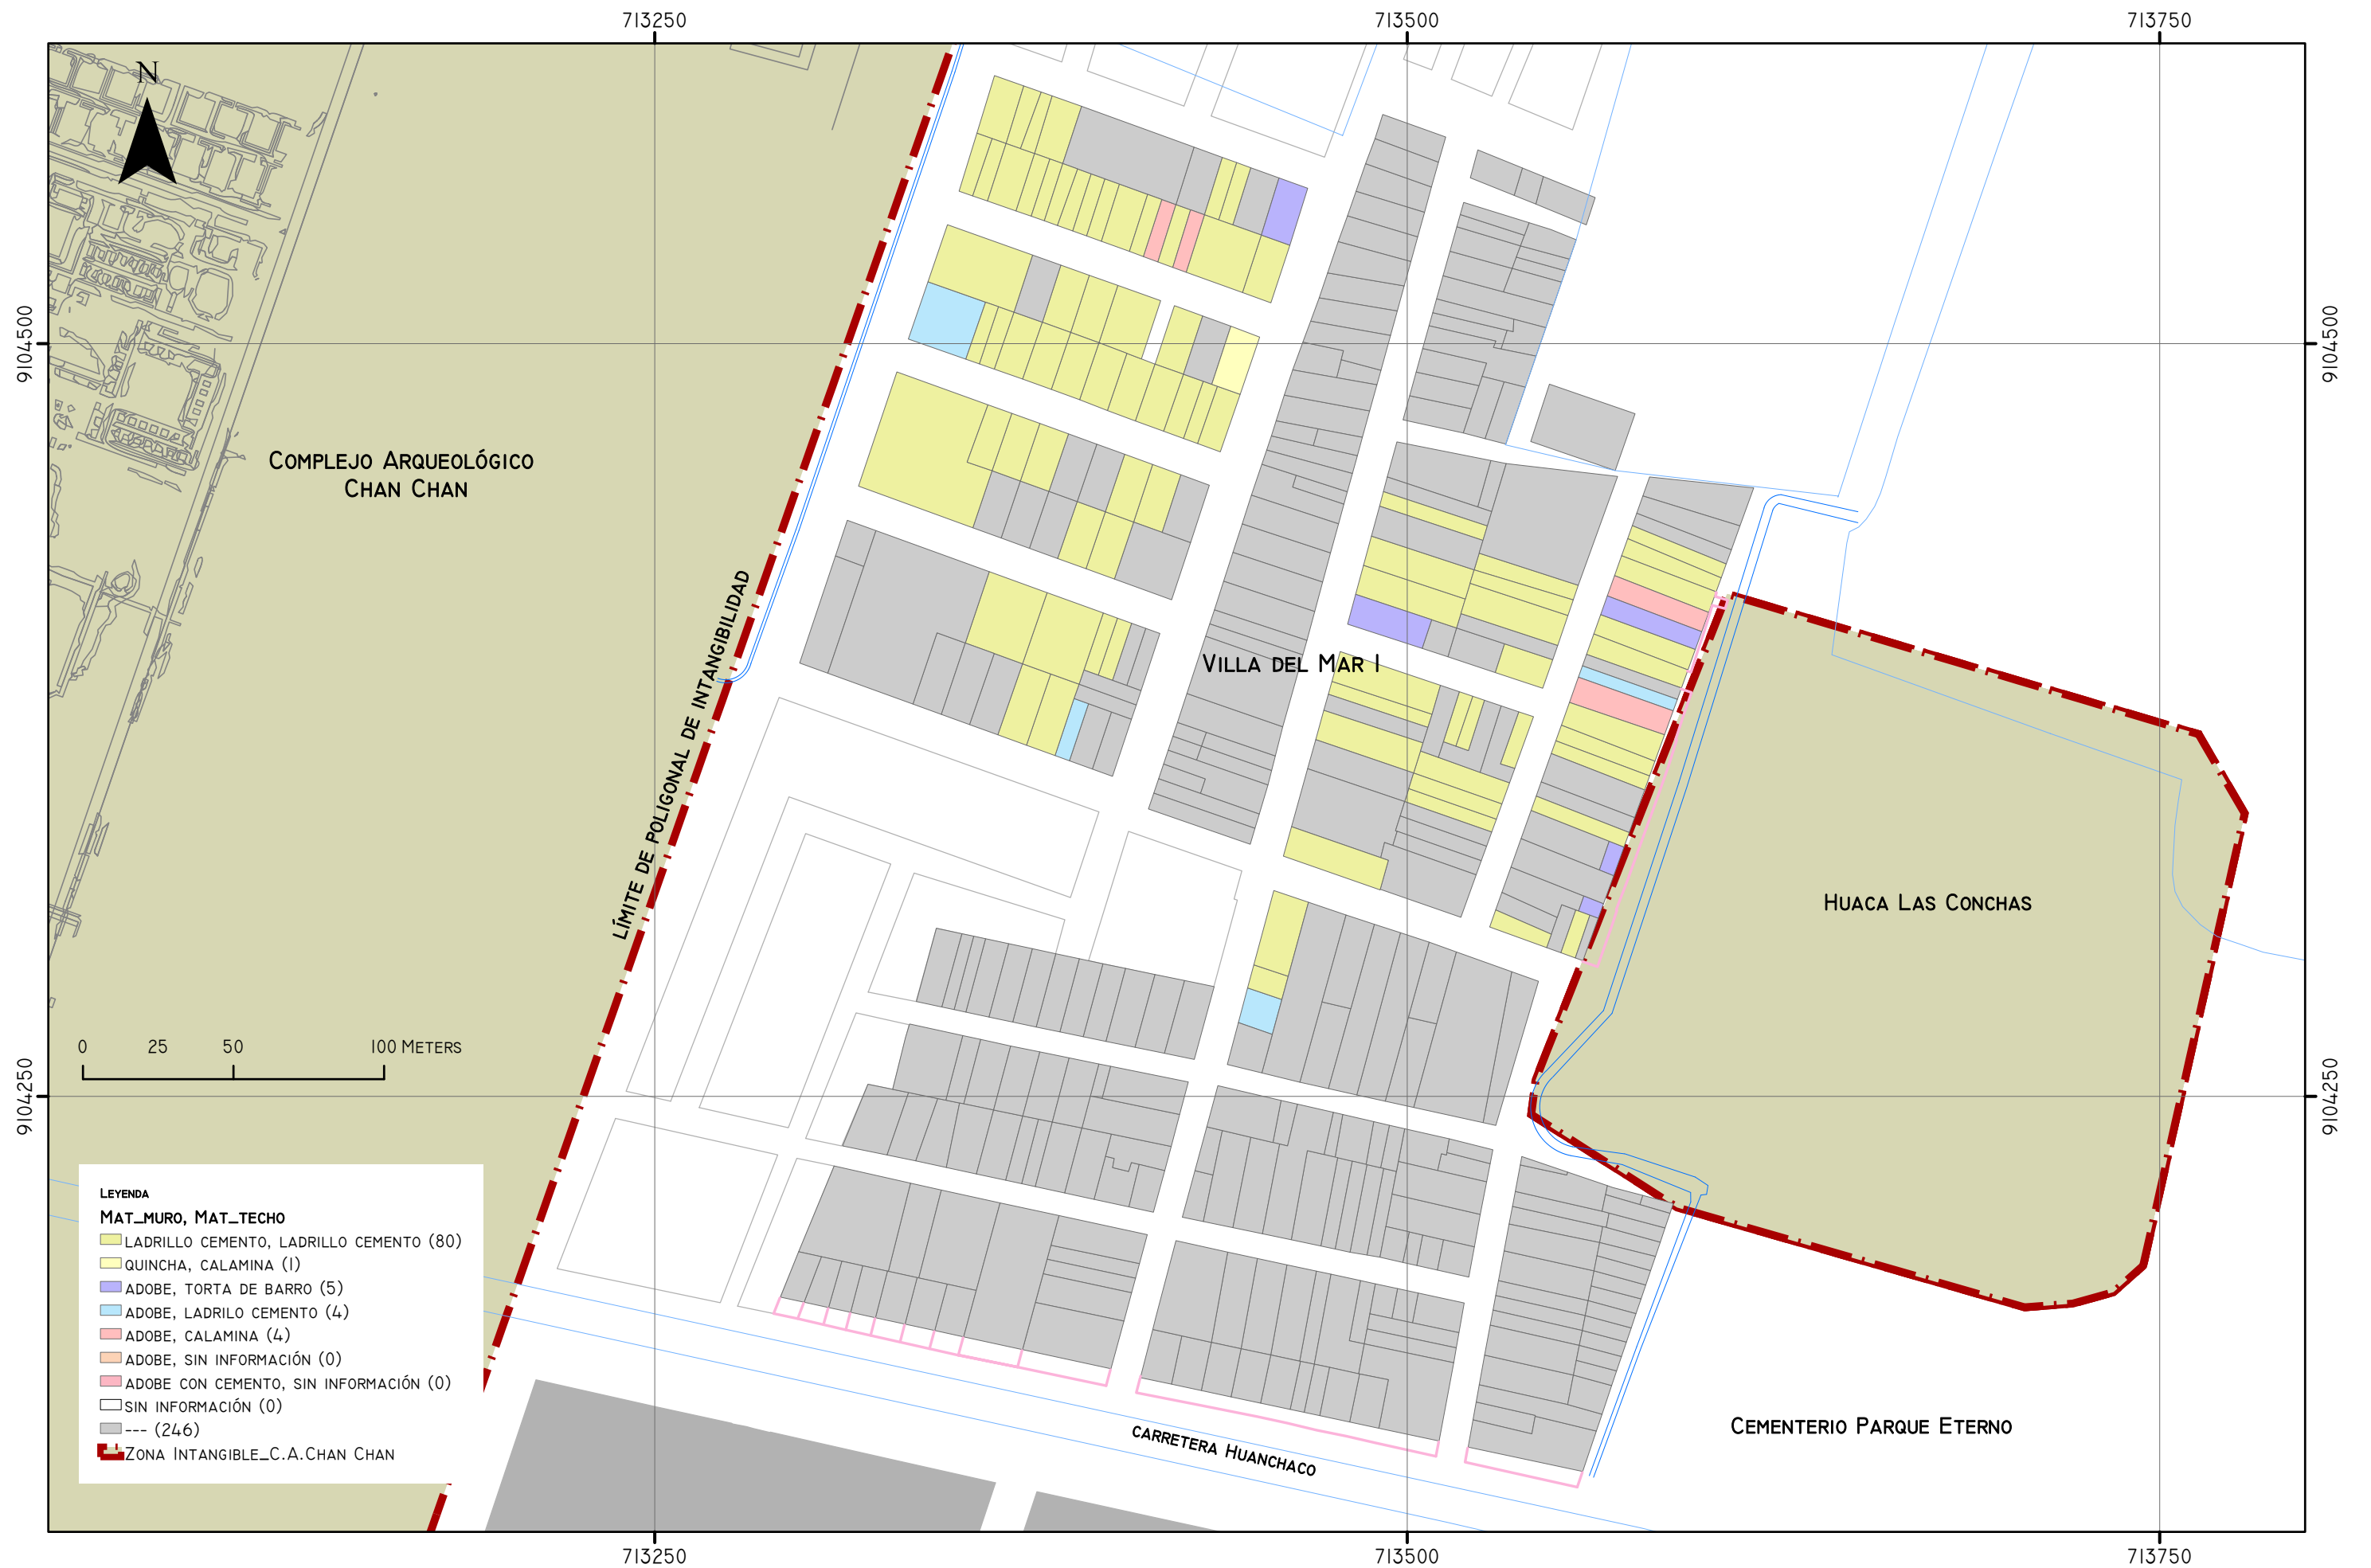 713250
713500
713750
N
9104500
9104500
COMPLEJO ARQUEOLÓGICO
CHAN CHAN
LÍMITE DE POLIGONAL DE INTANGIBILIDAD
VILLA DEL MAR I
HUACA LAS CONCHAS
0 25 50 100 METERS
9104250
9104250
LEYENDA
MAT_MURO, MAT_TECHO
LADRILLO CEMENTO, LADRILLO CEMENTO (80)
QUINCHA, CALAMINA (1)
ADOBE, TORTA DE BARRO (5)
ADOBE, LADRILO CEMENTO (4)
ADOBE, CALAMINA (4)
ADOBE, SIN INFORMACIÓN (0)
ADOBE CON CEMENTO, SIN INFORMACIÓN (0)
SIN INFORMACIÓN (0)
--- (246)
ZONA INTANGIBLE_C.A.CHAN CHAN
CARRETERA HUANCHACO
CEMENTERIO PARQUE ETERNO
713250
713500
713750